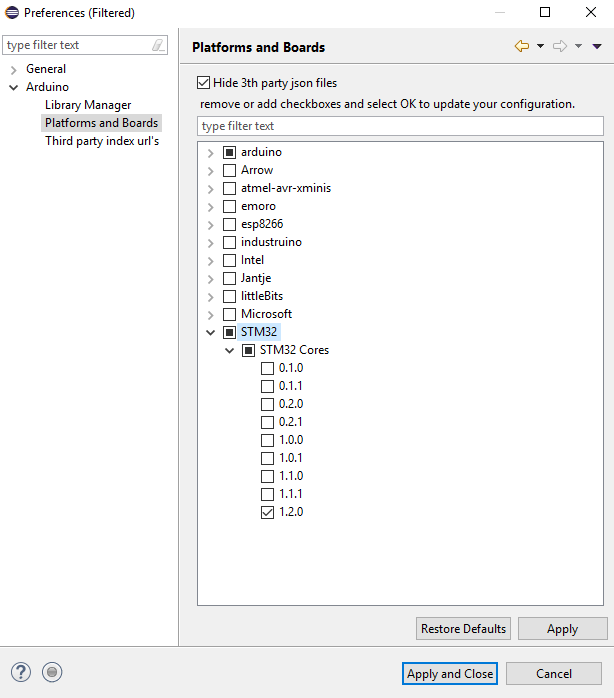 Preferences (Filtered)
type filter text
General
Arduino
Library Manager
Platforms and Boards
Third party index url's
Platforms and Boards
Hide 3th party json files
remove or add checkboxes and select OK to update your configuration.
type filter text
arduino
Arrow
atmel-avr-xminis
emoro
esp8266
industruino
Intel
Jantje
littleBits
Microsoft
STM32
STM32 Cores
0.1.0
0.1.1
0.2.0
0.2.1
1.0.0
1.0.1
1.1.0
1.1.1
1.2.0
Restore Defaults
Apply
?
Apply and Close
Cancel